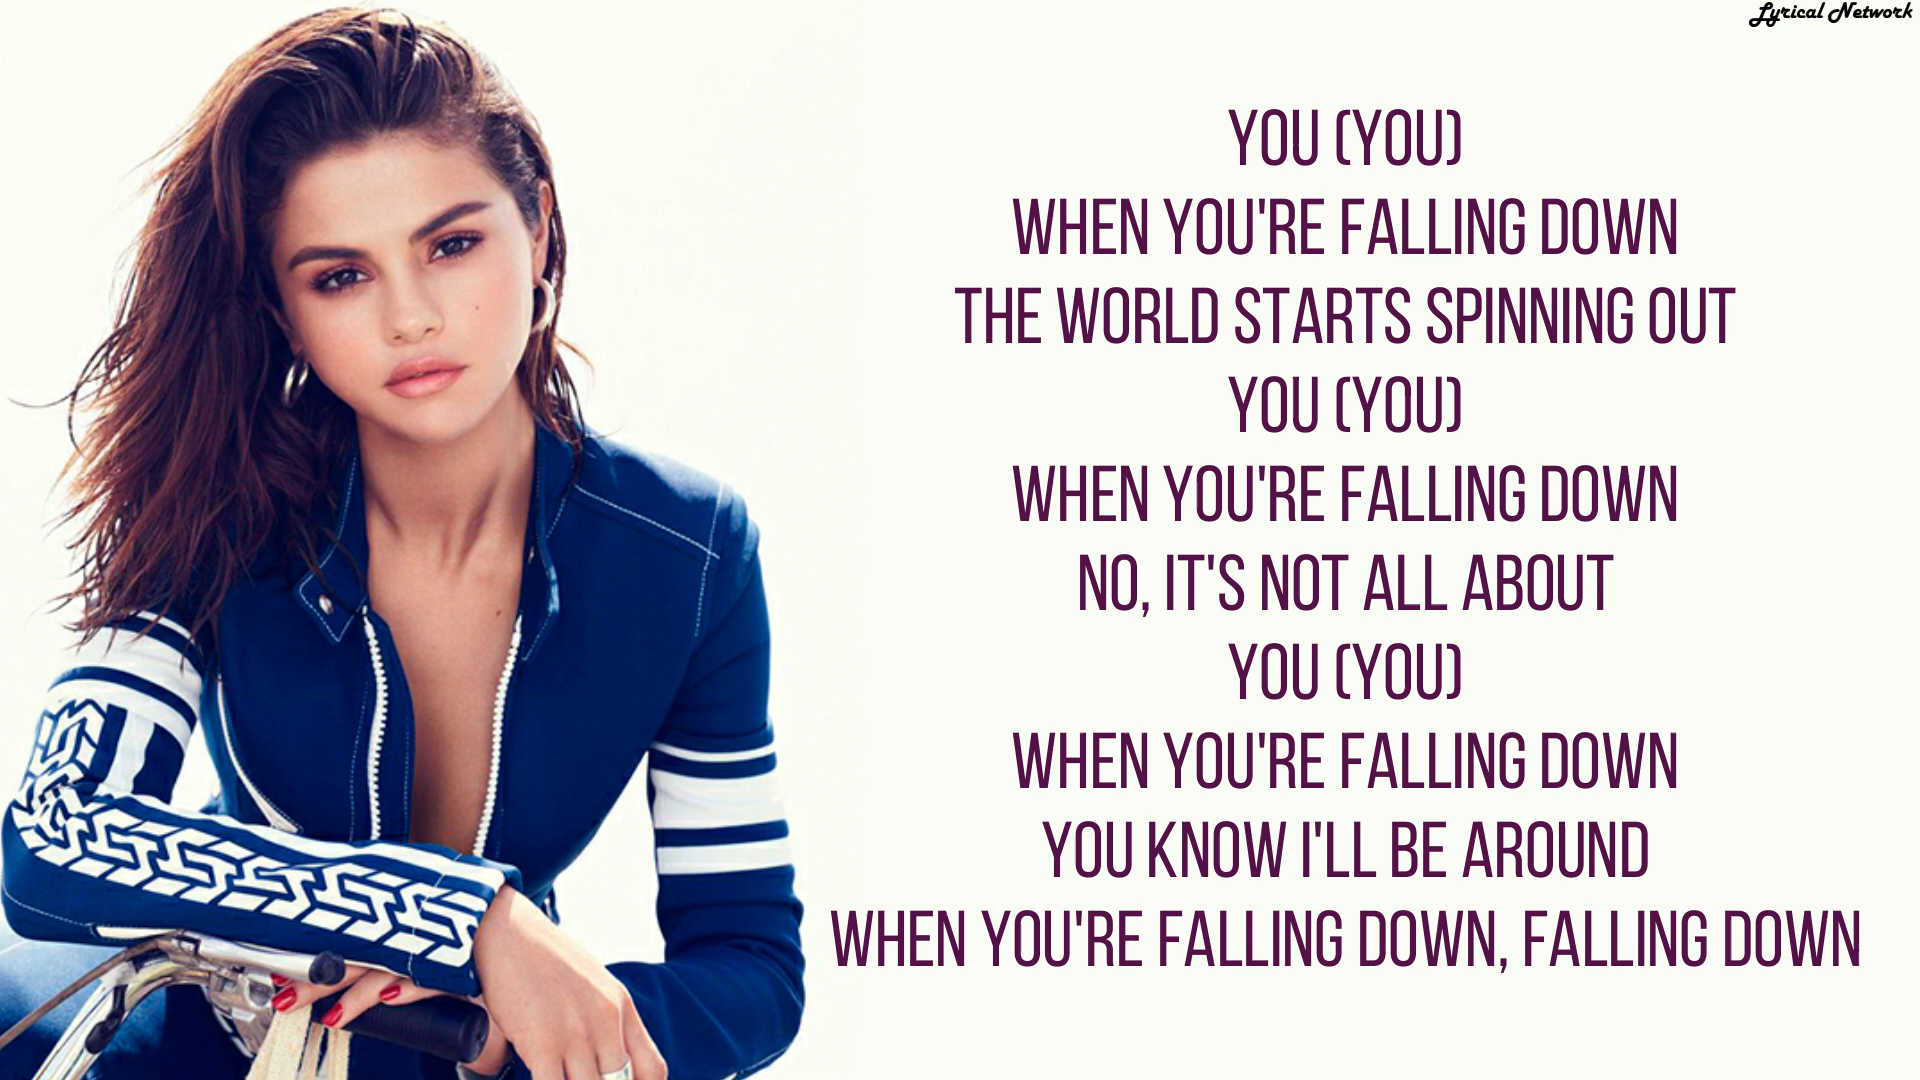 Lyrical Network
YOU (YOU)
WHEN YOU'RE FALLING DOWN
THE WORLD STARTS SPINNING OUT
YOU (YOU)
WHEN YOU'RE FALLING DOWN
NO, IT'S NOT ALL ABOUT
YOU (YOU)
WHEN YOU'RE FALLING DOWN
YOU KNOW I'LL BE AROUND
WHEN YOU'RE FALLING DOWN, FALLING DOWN